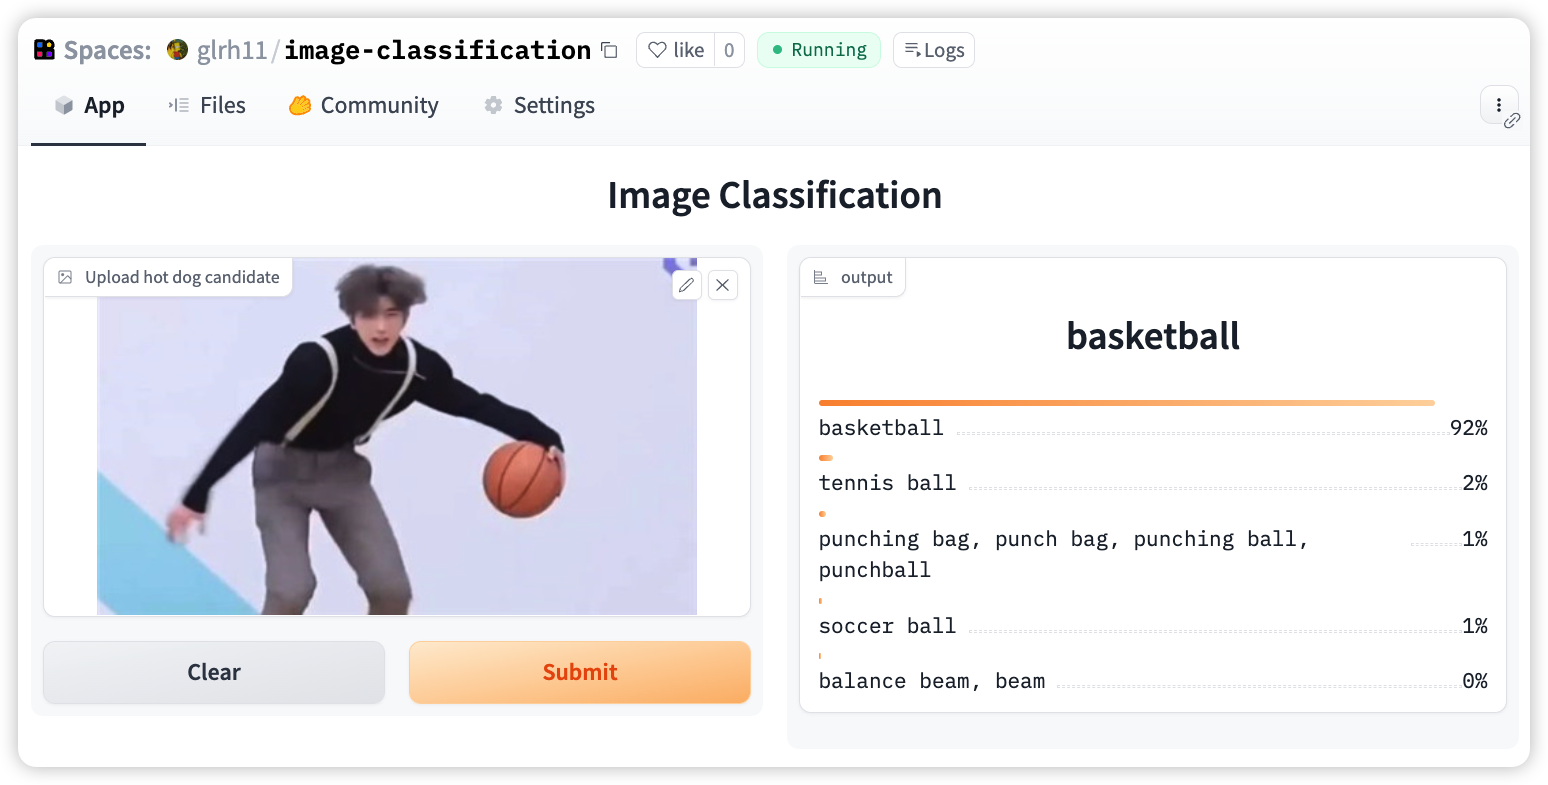 Spaces: glrh11/image-classification like 0 Running Logs
App Files Community Settings
Image Classification
Upload hot dog candidate
output
basketball
basketball 92%
tennis ball 2%
punching bag, punch bag, punching ball, 1%
punchball
soccer ball 1%
balance beam, beam 0%
Clear Submit